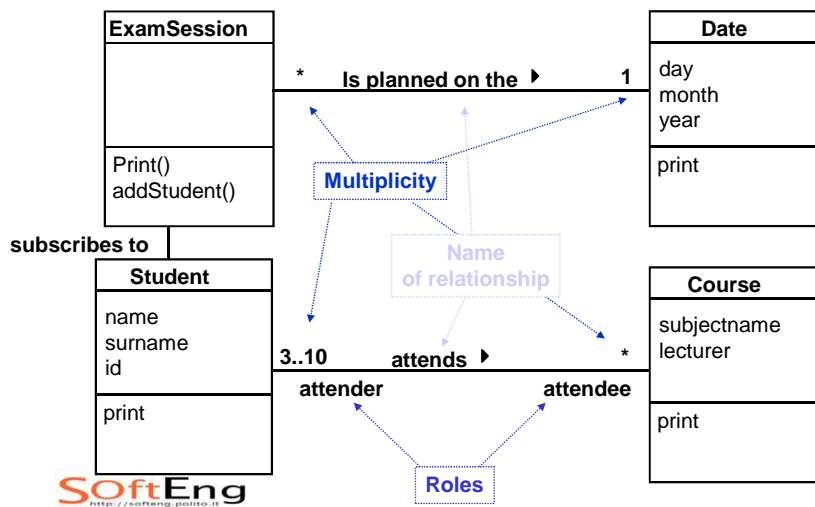 ExamSession
Date
* Is planned on the 1
day
month
year
Print()
addStudent()
print
Multiplicity
subscribes to
Name
of relationship
Student
Course
name
surname
id
subjectname
lecturer
3..10 attends *
attender attendee
print
print
Roles
SOftEng
http://softeng.polito.it